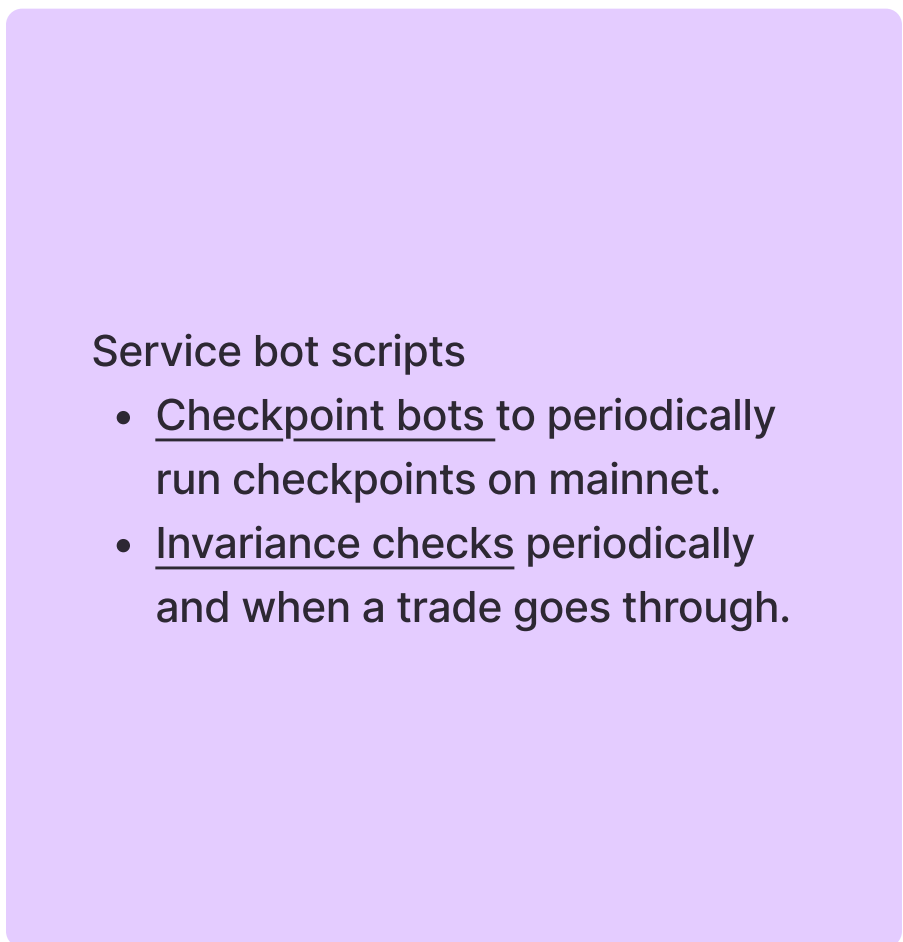 Service bot scripts
• Checkpoint bots to periodically
run checkpoints on mainnet.
• Invariance checks periodically
and when a trade goes through.